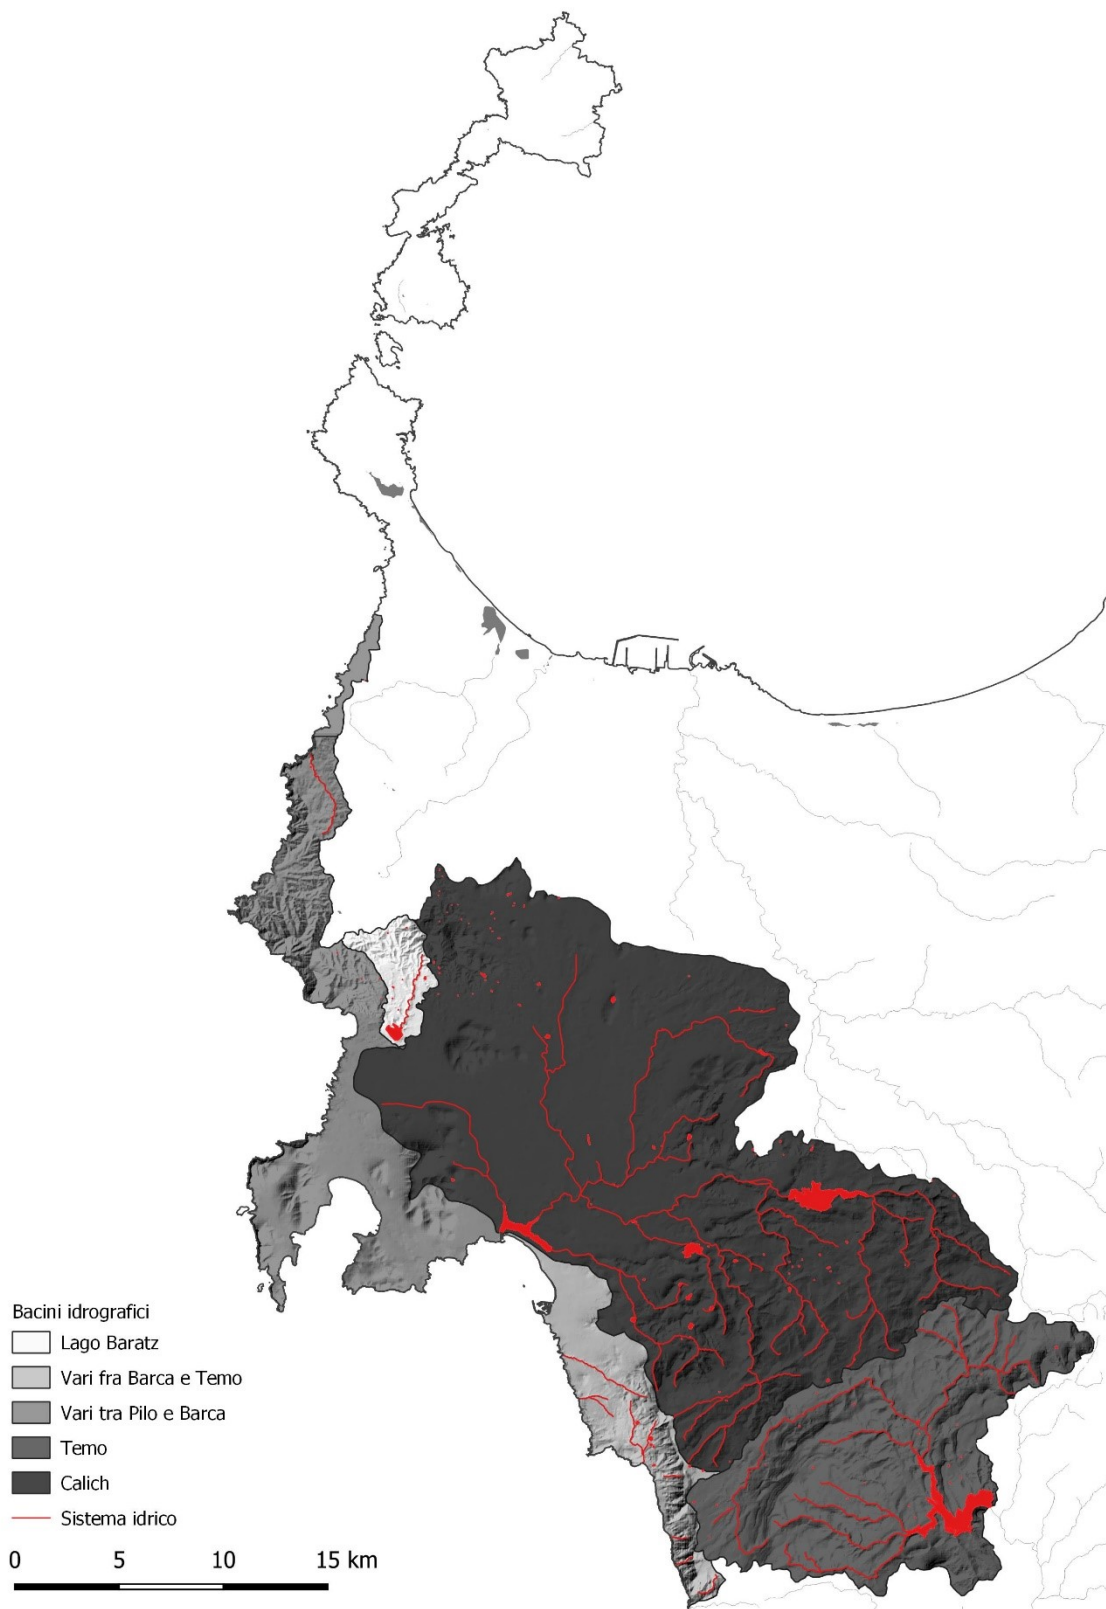 Bacini idrografici
Lago Baratz
Vari fra Barca e Temo
Vari tra Pilo e Barca
Temo
Calich
Sistema idrico
0 5 10 15 km